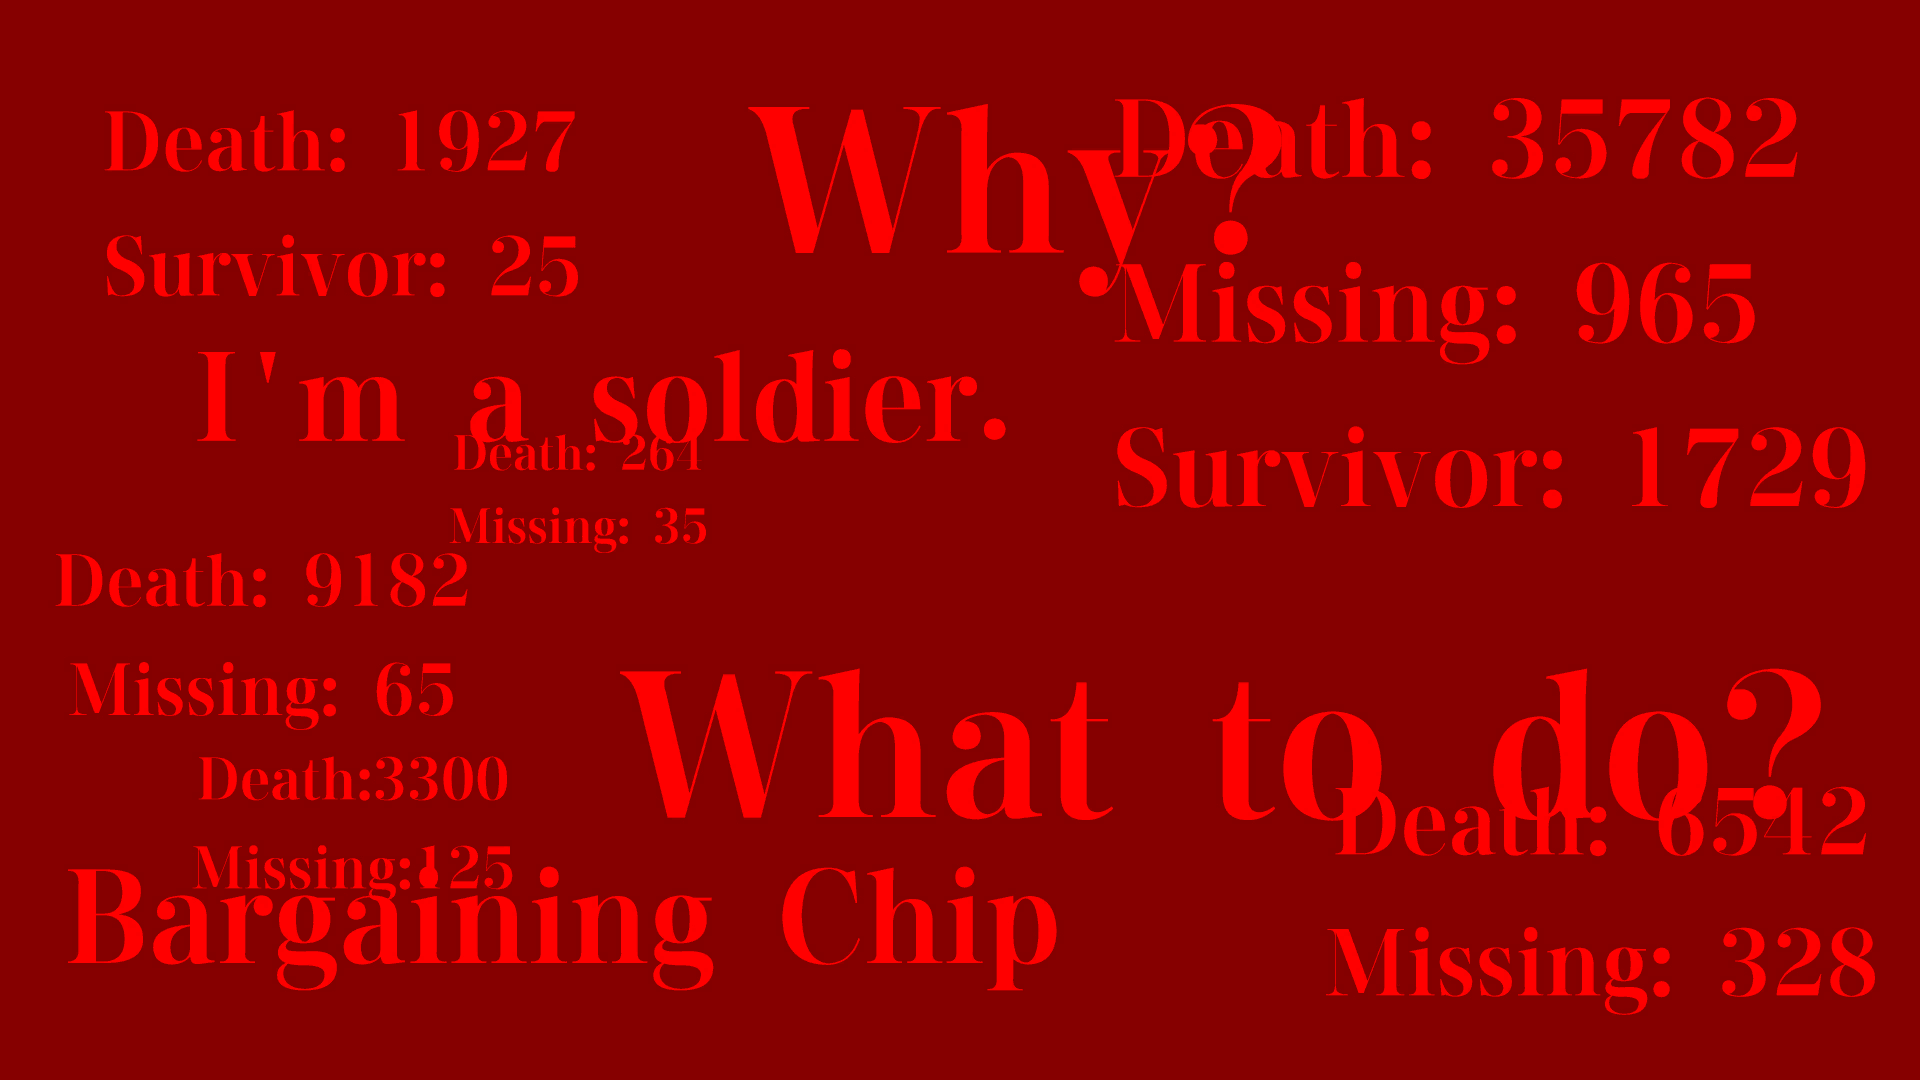 Death: 1927
Survivor: 25
Why?
Death: 35782
Missing: 965
Survivor: 1729
I'm a soldier.
Death: 264
Missing: 35
Death: 9182
Missing: 65
What to do?
Death:3300
Missing:125
Bargaining Chip
Death: 6542
Missing: 328